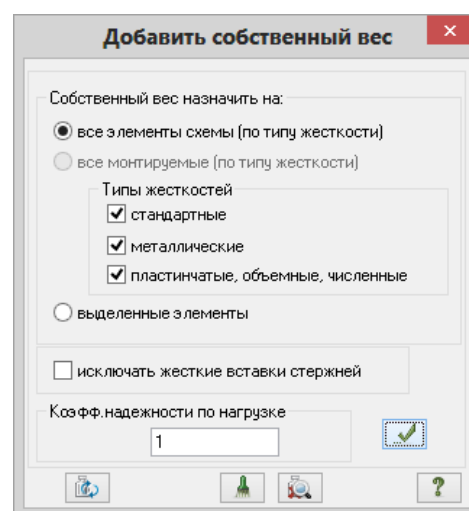 Добавить собственный вес
Собственный вес назначить на:
все элементы схемы (по типу жесткости)
все монтируемые (по типу жесткости)
Типы жесткостей
стандартные
металлические
пластинчатые, объемные, численные
выделенные элементы
исключать жесткие вставки стержней
Коэфф.надежности по нагрузке
1
?